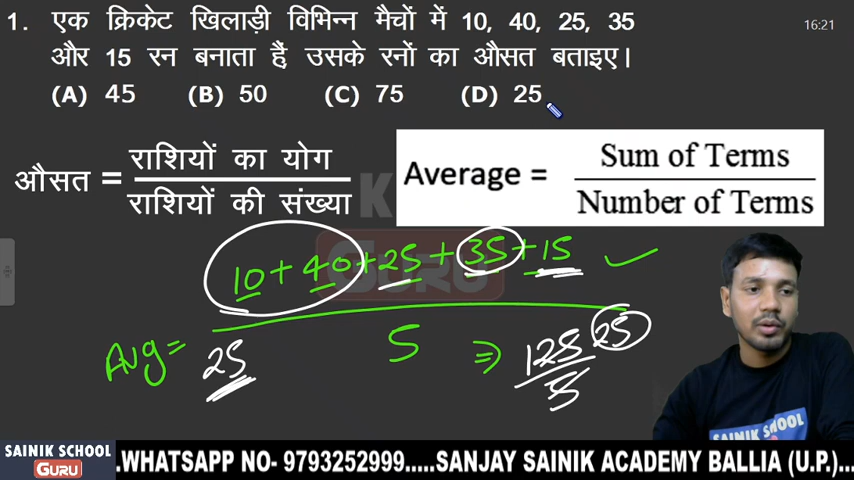 1. एक क्रिकेट खिलाड़ी विभिन्न मैचों में 10, 40, 25, 35
16:21
और 15 रन बनाता है, उसके रनों का औसत बताइए।
(A) 45 (B) 50 (C) 75 (D) 25
औसत = राशियों का योग
राशियों की संख्या
Average = Sum of Terms
Number of Terms
K
GURU
10+40+25+35+15
Avg= 5 ⇒ 125 25
25 5
SCHOOL
SAINIK SCHOOL
GURU
.WHATSAPP NO- 9793252999.....SANJAY SAINIK ACADEMY BALLIA (U.P.)...